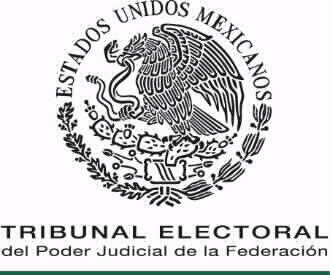 ESTADOS UNIDOS MEXICANOS
TRIBUNAL ELECTORAL
del Poder Judicial de la Federación